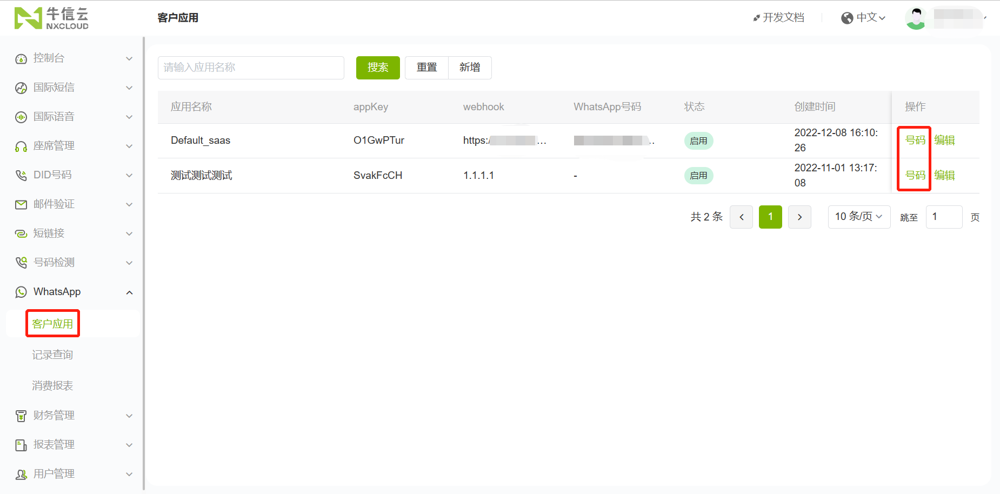 牛信云
NXCLOUD
客户应用
开发文档
中文
控制台
国际短信
国际语音
座席管理
DID号码
邮件验证
短链接
号码检测
WhatsApp
客户应用
记录查询
消费报表
财务管理
报表管理
用户管理
请输入应用名称
搜索
重置
新增
应用名称 appKey webhook WhatsApp号码 状态 创建时间 操作
Default_saas O1GwPTur https:/ ... .. 启用 2022-12-08 16:10:
26 号码 编辑
测试测试测试 SvakFcCH 1.1.1.1 - 启用 2022-11-01 13:17:
08 号码 编辑
共 2 条 1 10 条/页 跳至 1 页